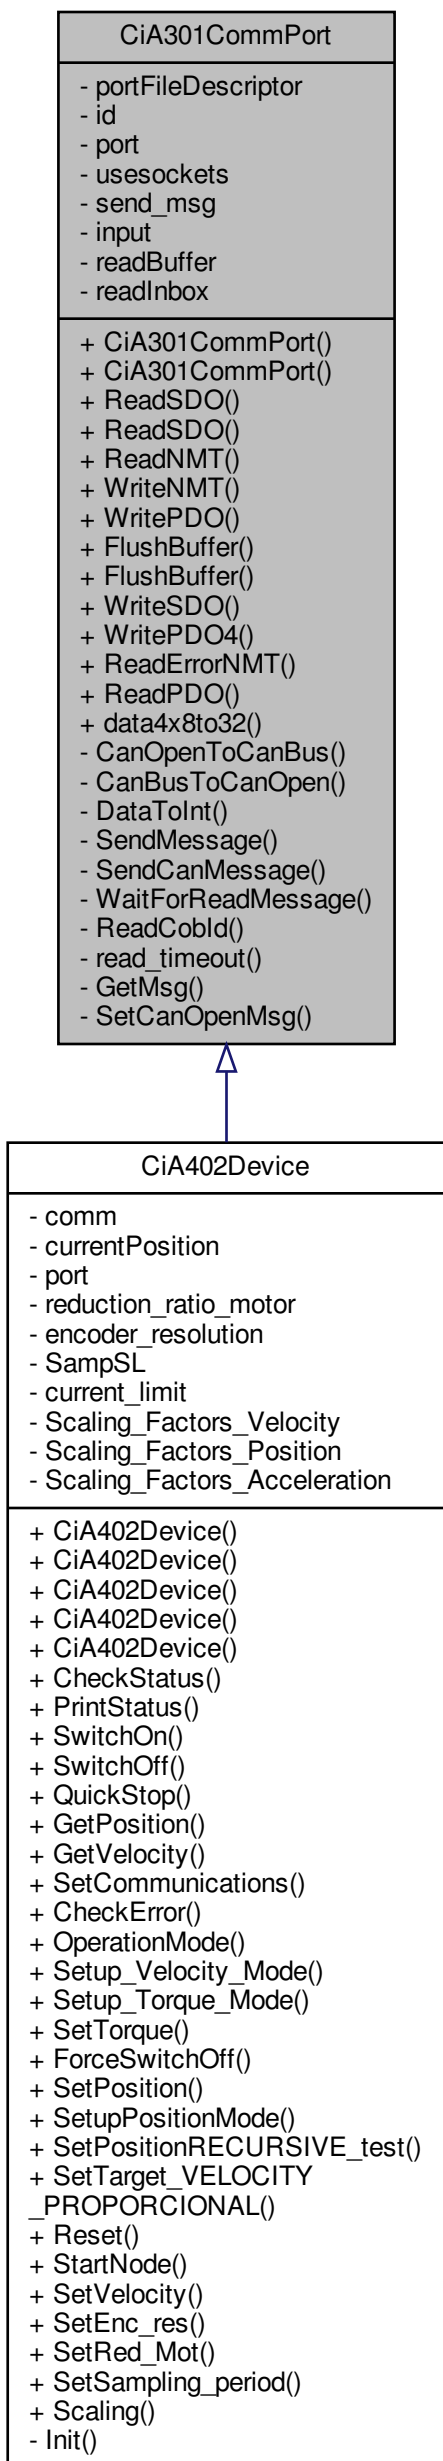 CiA301CommPort
- portFileDescriptor
- id
- port
- usesockets
- send_msg
- input
- readBuffer
- readInbox
+ CiA301CommPort()
+ CiA301CommPort()
+ ReadSDO()
+ ReadSDO()
+ ReadNMT()
+ WriteNMT()
+ WritePDO()
+ FlushBuffer()
+ FlushBuffer()
+ WriteSDO()
+ WritePDO4()
+ ReadErrorNMT()
+ ReadPDO()
+ data4x8to32()
- CanOpenToCanBus()
- CanBusToCanOpen()
- DataToInt()
- SendMessage()
- SendCanMessage()
- WaitForReadMessage()
- ReadCobId()
- read_timeout()
- GetMsg()
- SetCanOpenMsg()
CiA402Device
- comm
- currentPosition
- port
- reduction_ratio_motor
- encoder_resolution
- SampSL
- current_limit
- Scaling_Factors_Velocity
- Scaling_Factors_Position
- Scaling_Factors_Acceleration
+ CiA402Device()
+ CiA402Device()
+ CiA402Device()
+ CiA402Device()
+ CiA402Device()
+ CheckStatus()
+ PrintStatus()
+ SwitchOn()
+ SwitchOff()
+ QuickStop()
+ GetPosition()
+ GetVelocity()
+ SetCommunications()
+ CheckError()
+ OperationMode()
+ Setup_Velocity_Mode()
+ Setup_Torque_Mode()
+ SetTorque()
+ ForceSwitchOff()
+ SetPosition()
+ SetupPositionMode()
+ SetPositionRECURSIVE_test()
+ SetTarget_VELOCITY
_PROPORCIONAL()
+ Reset()
+ StartNode()
+ SetVelocity()
+ SetEnc_res()
+ SetRed_Mot()
+ SetSampling_period()
+ Scaling()
- Init()